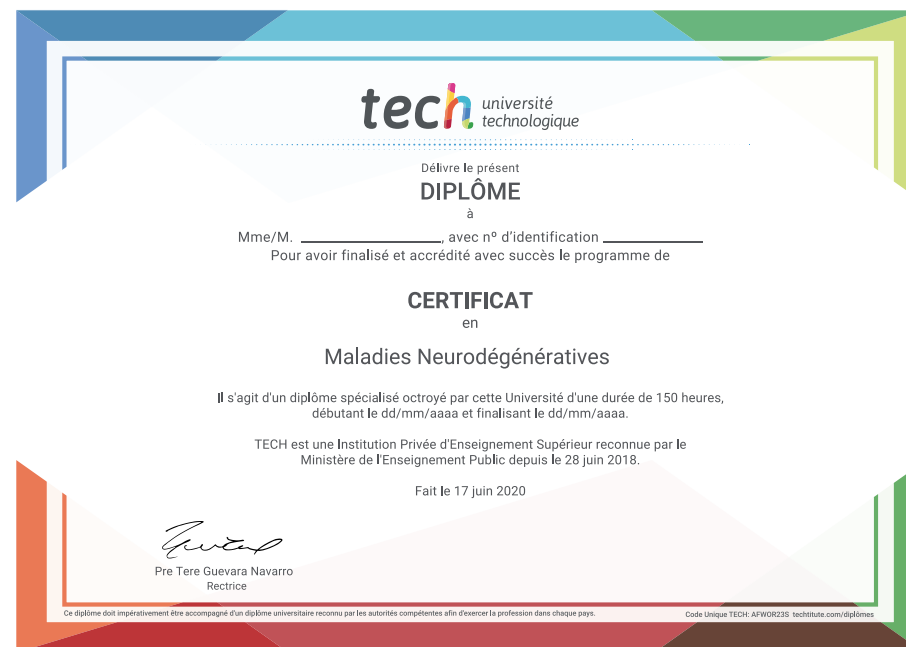 tech université
technologique
Délivre le présent
DIPLÔME
à
Mme/M. ____________________, avec nº d'identification ______________
Pour avoir finalisé et accrédité avec succès le programme de
CERTIFICAT
en
Maladies Neurodégénératives
Il s'agit d'un diplôme spécialisé octroyé par cette Université d'une durée de 150 heures,
débutant le dd/mm/aaaa et finalisant le dd/mm/aaaa.
TECH est une Institution Privée d'Enseignement Supérieur reconnue par le
Ministère de l'Enseignement Public depuis le 28 juin 2018.
Fait le 17 juin 2020
Pre Tere Guevara Navarro
Rectrice
Ce diplôme doit impérativement être accompagné d'un diplôme universitaire reconnu par les autorités compétentes afin d'exercer la profession dans chaque pays.
Code Unique TECH: AFWOR23S techtitute.com/diplômes